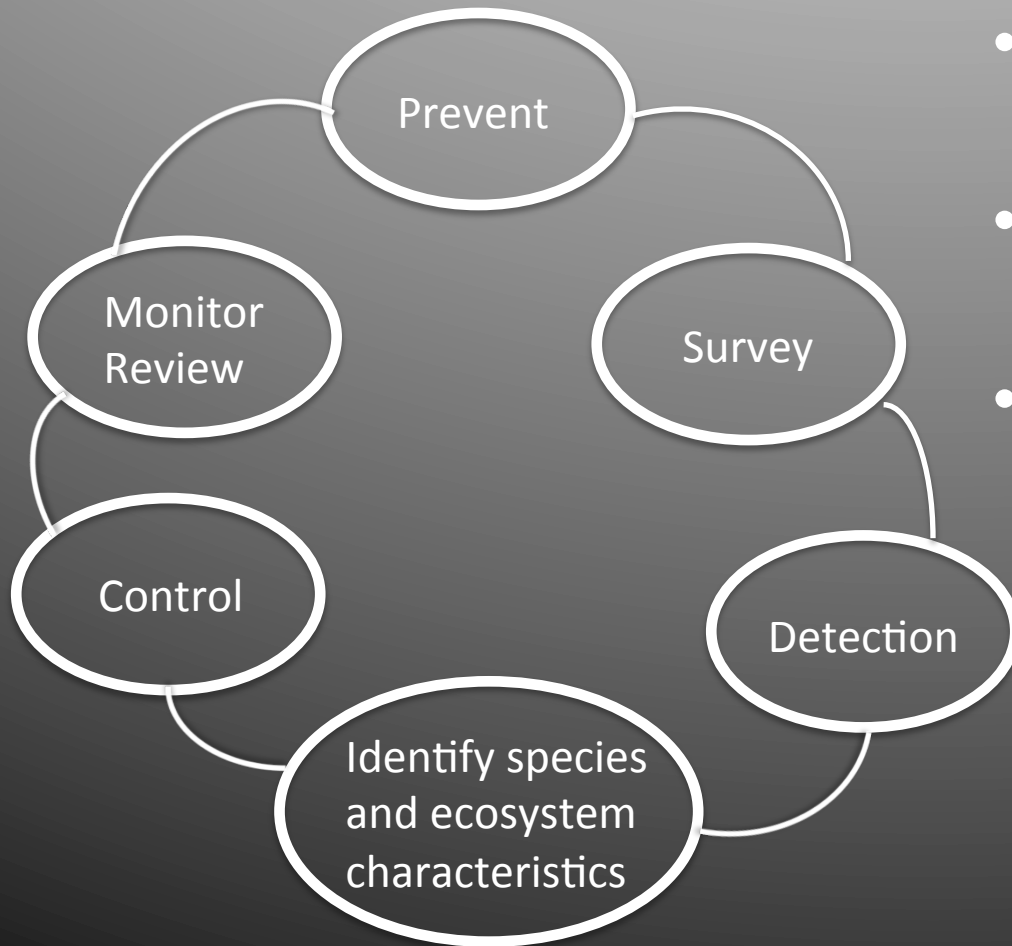 Prevent
Survey
Detection
Identify species
and ecosystem
characteristics
Control
Monitor
Review